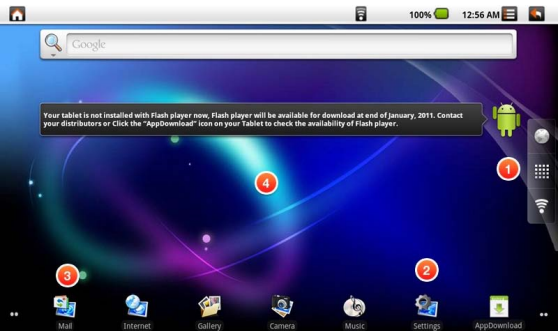 100% 12:56 AM
Google
Your tablet is not installed with Flash player now, Flash player will be available for download at end of January, 2011. Contact
your distributors or Click the "AppDownload" icon on your Tablet to check the availability of Flash player.
1
4
2
3
Mail Internet Gallery Camera Music Settings AppDownload